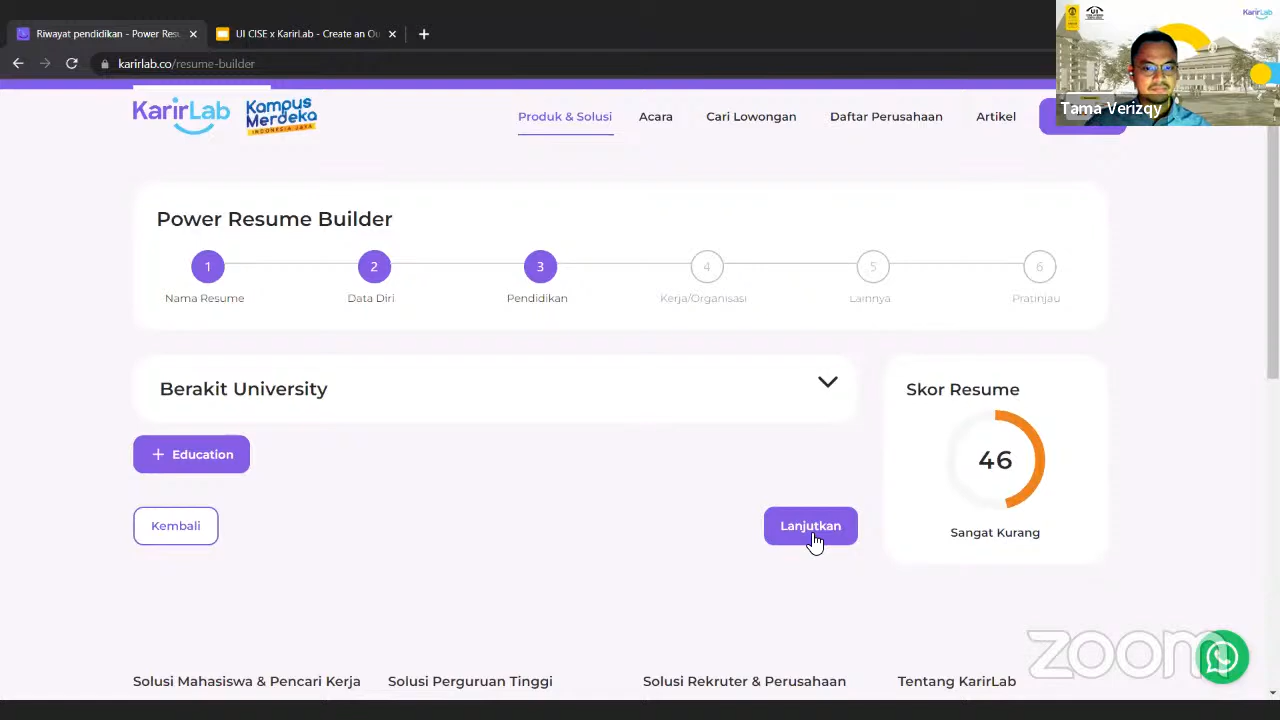 Riwayat pendidikan - Power Resu
UI CISE x KarirLab - Create an Ou
karirlab.co/resume-builder
KarirLab
Kampus
Merdeka
INDONESIA JAYA
Produk & Solusi
Acara
Cari Lowongan
Daftar Perusahaan
Artikel
UI
KarirLab
Tama Verizqy
Power Resume Builder
1
2
3
4
5
6
Nama Resume
Data Diri
Pendidikan
Kerja/Organisasi
Lainnya
Pratinjau
Berakit University
+ Education
Kembali
Lanjutkan
Skor Resume
46
Sangat Kurang
zoom
Solusi Mahasiswa & Pencari Kerja
Solusi Perguruan Tinggi
Solusi Rekruter & Perusahaan
Tentang KarirLab